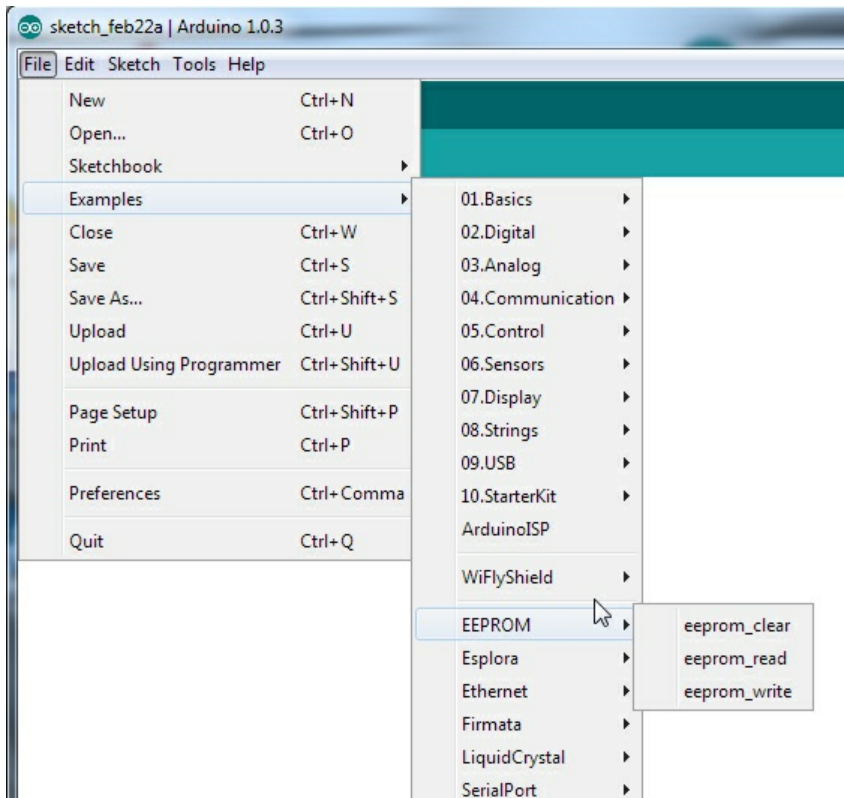 sketch_feb22a | Arduino 1.0.3
File Edit Sketch Tools Help
New Ctrl+N
Open... Ctrl+O
Sketchbook
Examples
Close Ctrl+W
Save Ctrl+S
Save As... Ctrl+Shift+S
Upload Ctrl+U
Upload Using Programmer Ctrl+Shift+U
Page Setup Ctrl+Shift+P
Print Ctrl+P
Preferences Ctrl+Comma
Quit Ctrl+Q
01.Basics
02.Digital
03.Analog
04.Communication
05.Control
06.Sensors
07.Display
08.Strings
09.USB
10.StarterKit
ArduinoISP
WiFlyShield
EEPROM
Esplora
Ethernet
Firmata
LiquidCrystal
SerialPort
eeprom_clear
eeprom_read
eeprom_write